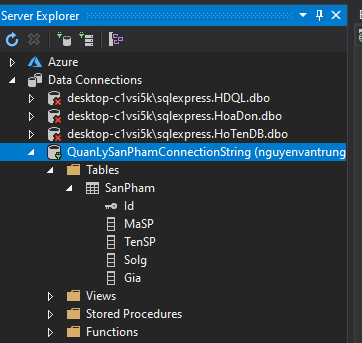 Server Explorer
Azure
Data Connections
desktop-c1vsi5k\sqlexpress.HDQL.dbo
desktop-c1vsi5k\sqlexpress.HoaDon.dbo
desktop-c1vsi5k\sqlexpress.HoTenDB.dbo
QuanLySanPhamConnectionString (nguyenvantrung
Tables
SanPham
Id
MaSP
TenSP
Solg
Gia
Views
Stored Procedures
Functions